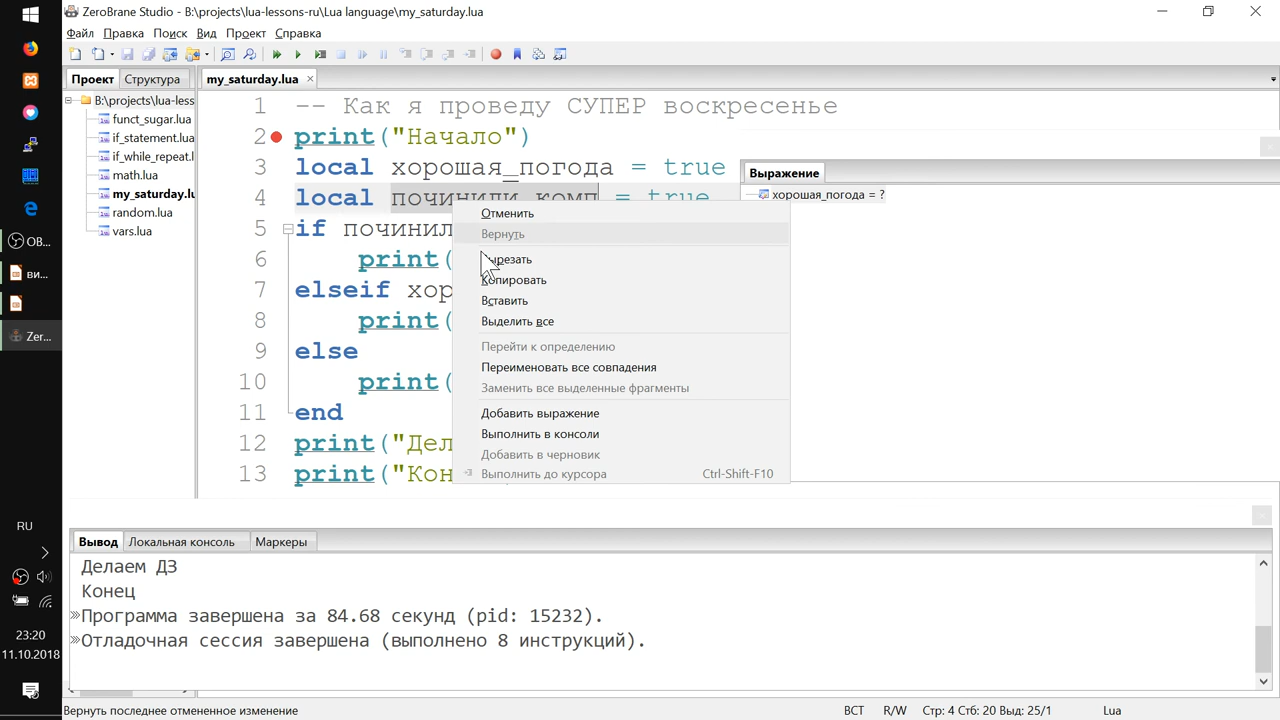 ZeroBrane Studio - B:\projects\lua-lessons-ru\Lua language\my_saturday.lua
Файл Правка Поиск Вид Проект Справка
Проект Структура
my_saturday.lua
B:\projects\lua-less
funct_sugar.lua
if_statement.lua
if_while_repeat.l
math.lua
my_saturday.lu
random.lua
vars.lua
1 -- Как я проведу СУПЕР воскресенье
2 print("Начало")
3 local хорошая_погода = true
4 local починили_комп = true
5 if починил
6 print(
7 elseif хор
8 print(
9 else
10 print(
11 end
12 print("Дел
13 print("Кон
Выражение
хорошая_погода = ?
Отменить
Вернуть
Вырезать
Копировать
Вставить
Выделить все
Перейти к определению
Переименовать все совпадения
Заменить все выделенные фрагменты
Добавить выражение
Выполнить в консоли
Добавить в черновик
Выполнить до курсора Ctrl-Shift-F10
Вывод Локальная консоль Маркеры
Делаем ДЗ
Конец
Программа завершена за 84.68 секунд (pid: 15232).
Отладочная сессия завершена (выполнено 8 инструкций).
Вернуть последнее отмененное изменение
ВСТ R/W Стр: 4 Стб: 20 Выд: 25/1 Lua
OB...
ви...
Zer...
RU
23:20
11.10.2018